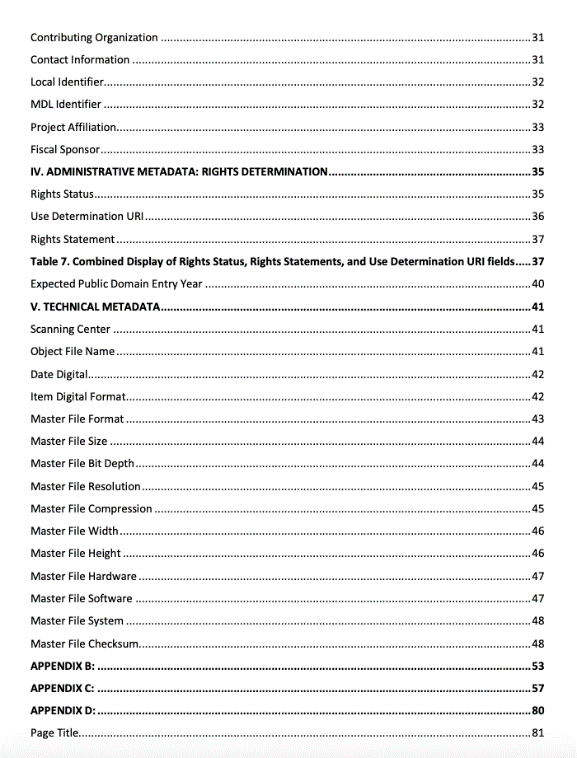 Contributing Organization ........................................ 31
Contact Information ........................................ 31
Local Identifier........................................ 32
MDL Identifier ........................................ 32
Project Affiliation........................................ 33
Fiscal Sponsor........................................ 33
IV. ADMINISTRATIVE METADATA: RIGHTS DETERMINATION........................................ 35
Rights Status........................................ 35
Use Determination URI........................................ 36
Rights Statement ........................................ 37
Table 7. Combined Display of Rights Status, Rights Statements, and Use Determination URI fields..... 37
Expected Public Domain Entry Year ........................................ 40
V. TECHNICAL METADATA........................................ 41
Scanning Center ........................................ 41
Object File Name ........................................ 41
Date Digital........................................ 42
Item Digital Format........................................ 42
Master File Format ........................................ 43
Master File Size ........................................ 44
Master File Bit Depth........................................ 44
Master File Resolution ........................................ 45
Master File Compression ........................................ 45
Master File Width........................................ 46
Master File Height ........................................ 46
Master File Hardware ........................................ 47
Master File Software ........................................ 47
Master File System ........................................ 48
Master File Checksum........................................ 48
APPENDIX B: ........................................ 53
APPENDIX C: ........................................ 57
APPENDIX D: ........................................ 80
Page Title........................................ 81